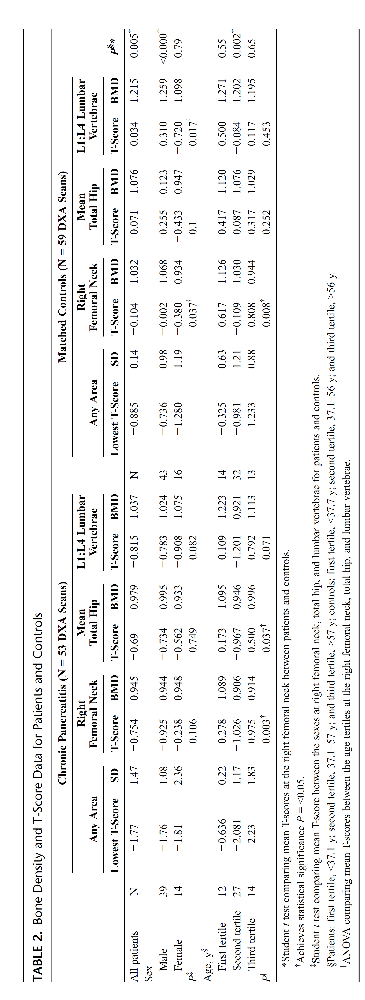 TABLE 2. Bone Density and T-Score Data for Patients and Controls
Chronic Pancreatitis (N = 53 DXA Scans) Matched Controls (N = 59 DXA Scans)
Any Area Right Femoral Neck Mean Total Hip L1:L4 Lumbar Vertebrae Any Area Right Femoral Neck Mean Total Hip L1:L4 Lumbar Vertebrae
Lowest T-Score SD T-Score BMD T-Score BMD T-Score BMD Lowest T-Score SD T-Score BMD T-Score BMD T-Score BMD P§*
All patients N −1.77 1.47 −0.754 0.945 −0.69 0.979 −0.815 1.037 N −0.885 0.14 −0.104 1.032 0.071 1.076 0.034 1.215 0.005†
Sex
Male 39 −1.76 1.08 −0.925 0.944 −0.734 0.995 −0.783 1.024 43 −0.736 0.98 −0.002 1.068 0.255 0.123 0.310 1.259 <0.000†
Female 14 −1.81 2.36 −0.238 0.948 −0.562 0.933 −0.908 1.075 16 −1.280 1.19 −0.380 0.934 −0.433 0.947 −0.720 1.098 0.79
P‡ 0.106 0.749 0.082 0.037† 0.1 0.017†
Age, y§
First tertile 12 −0.636 0.22 0.278 1.089 0.173 1.095 0.109 1.223 14 −0.325 0.63 0.617 1.126 0.417 1.120 0.500 1.271 0.55
Second tertile 27 −2.081 1.17 −1.026 0.906 −0.967 0.946 −1.201 0.921 32 −0.981 1.21 −0.109 1.030 0.087 1.076 −0.084 1.202 0.002†
Third tertile 14 −2.23 1.83 −0.975 0.914 −0.500 0.996 −0.792 1.113 13 −1.233 0.88 −0.808 0.944 −0.317 1.029 −0.117 1.195 0.65
P|| 0.003† 0.037† 0.071 0.008† 0.252 0.453
*Student t test comparing mean T-scores at the right femoral neck between patients and controls.
†Achieves statistical significance P = <0.05.
‡Student t test comparing mean T-score between the sexes at right femoral neck, total hip, and lumbar vertebrae for patients and controls.
§Patients: first tertile, <37.1 y; second tertile, 37.1–57 y; and third tertile, >57 y; controls: first tertile, <37.7 y; second tertile, 37.1–56 y; and third tertile, >56 y.
||ANOVA comparing mean T-scores between the age tertiles at the right femoral neck, total hip, and lumbar vertebrae.